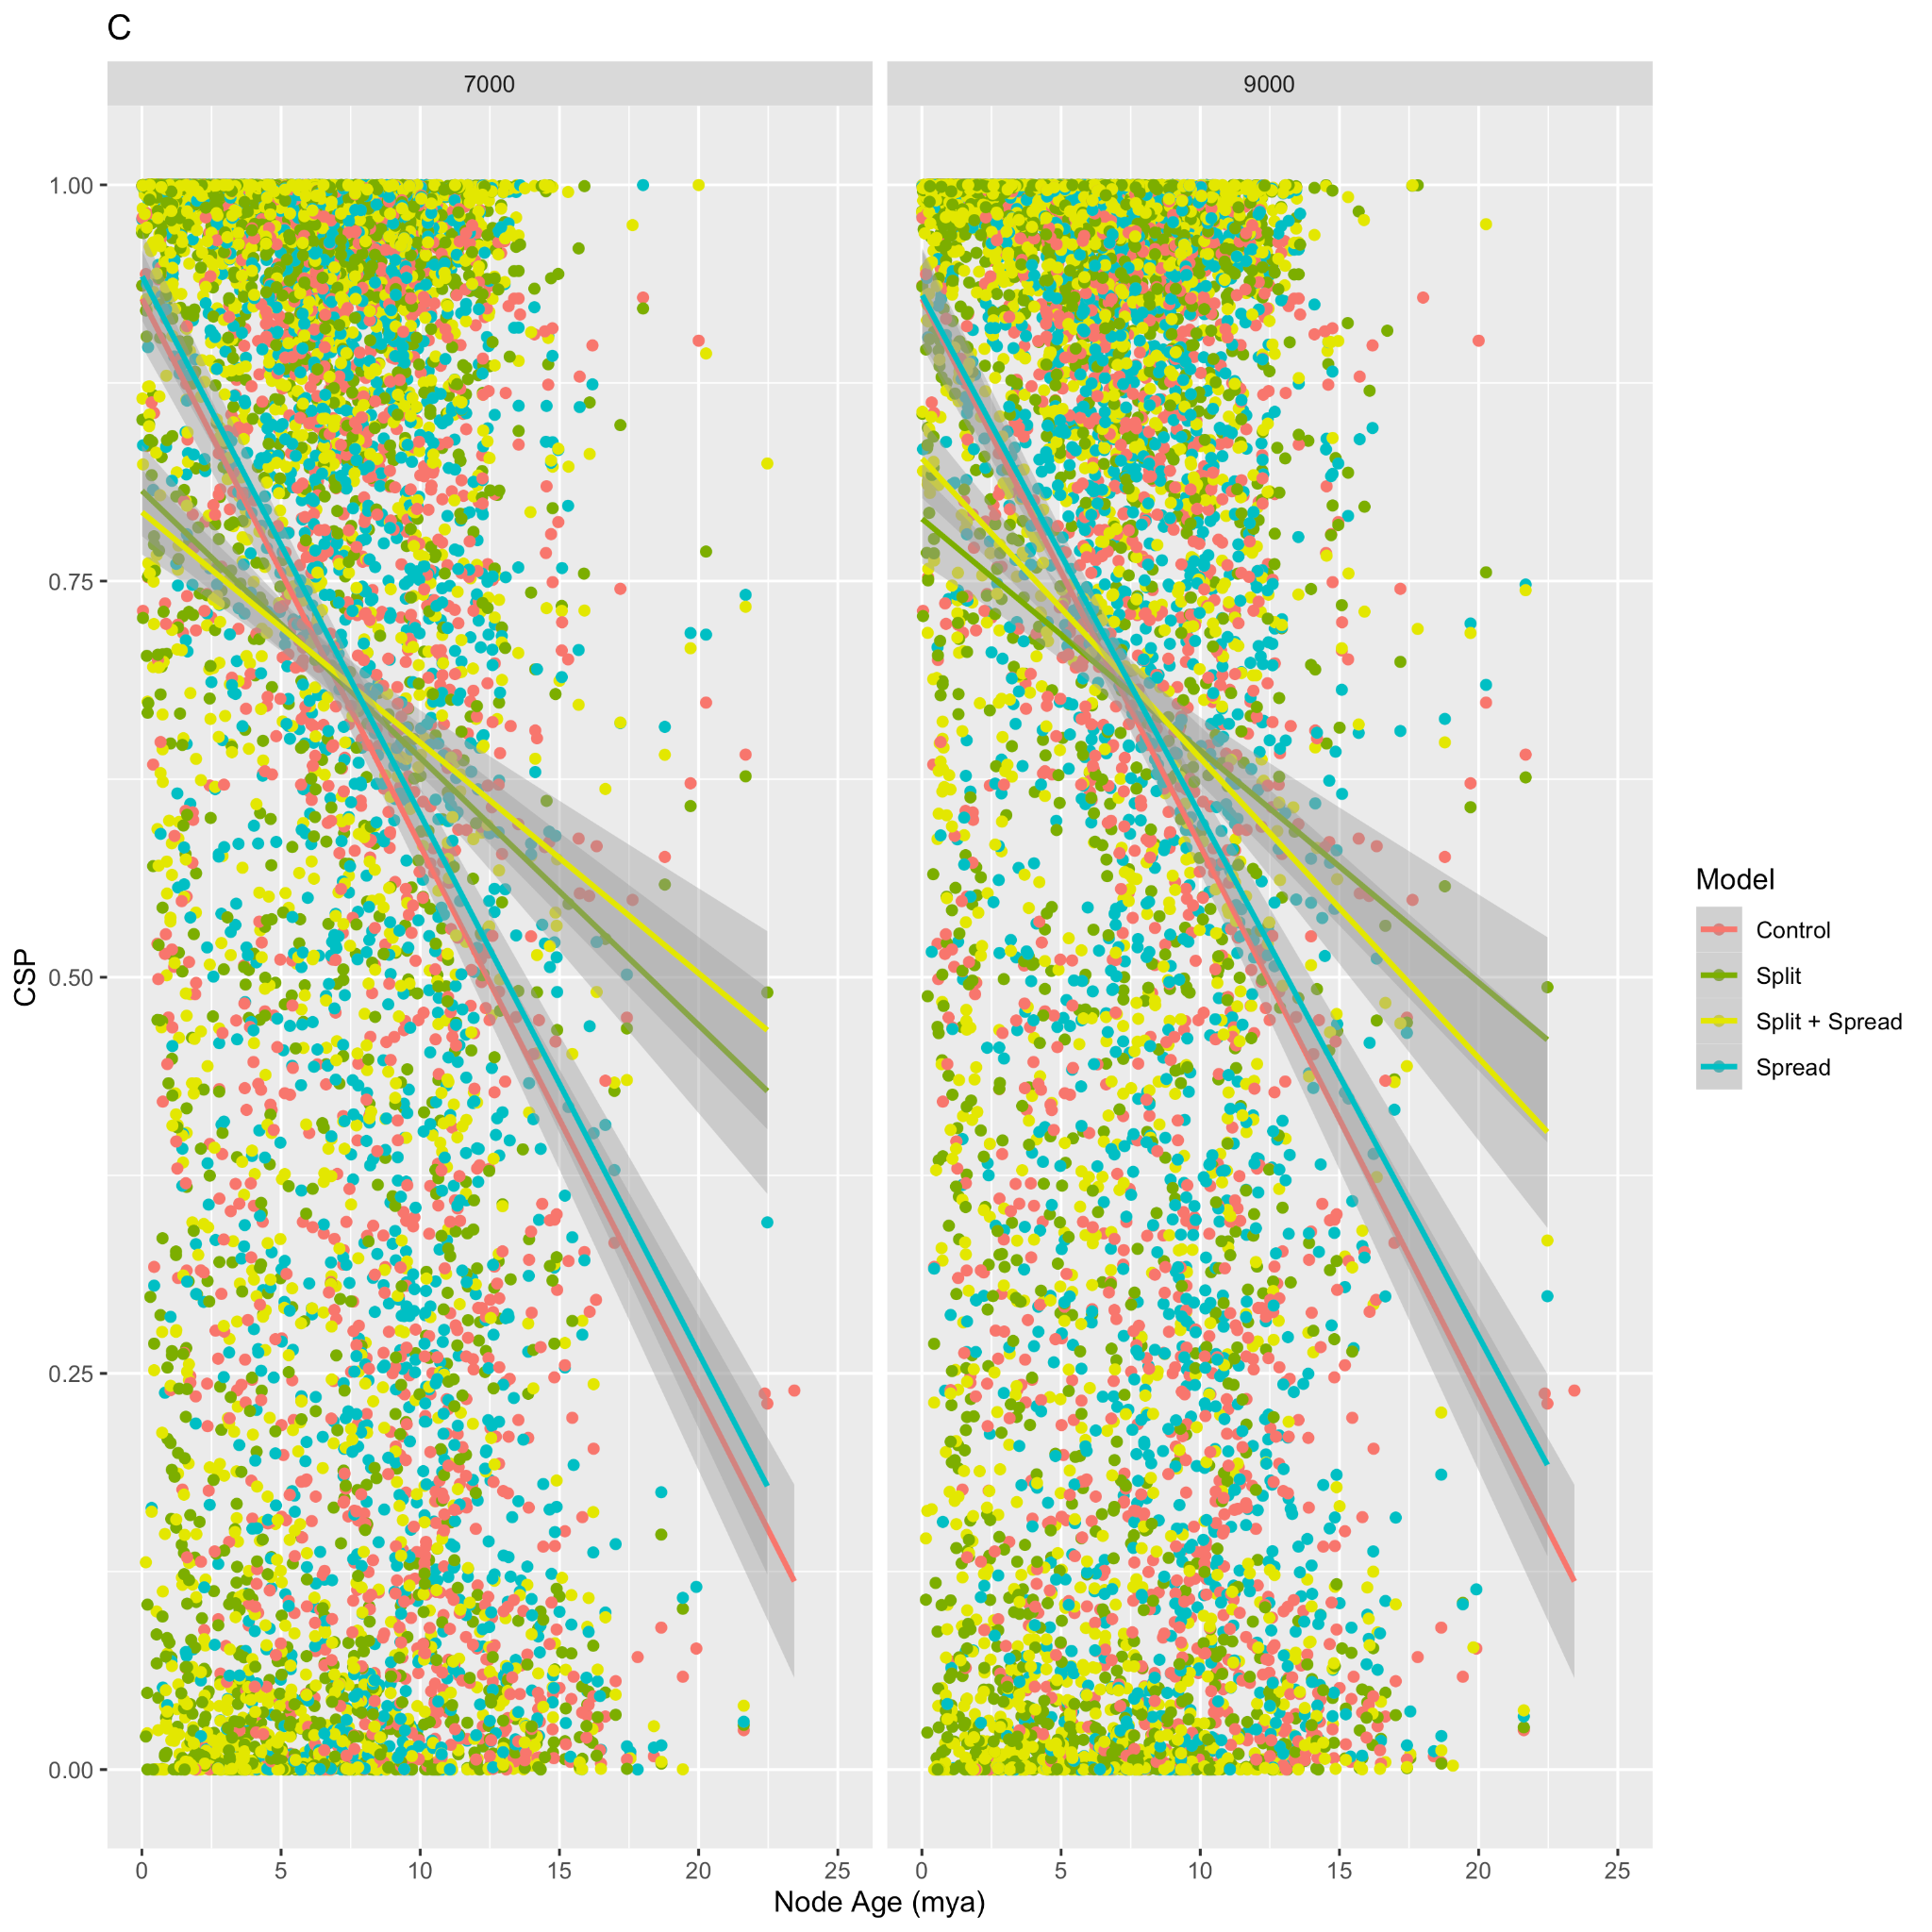 C
7000
9000
1.00
0.75
0.50
0.25
0.00
CSP
0 5 10 15 20 25
0 5 10 15 20 25
Node Age (mya)
Model
Control
Split
Split + Spread
Spread